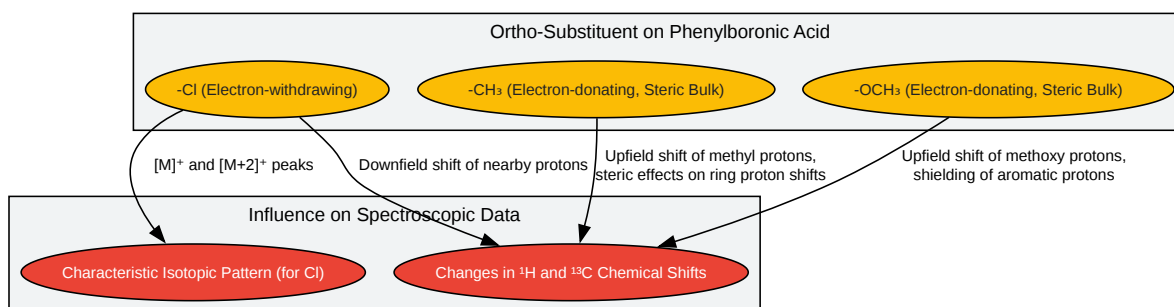 Ortho-Substituent on Phenylboronic Acid
-Cl (Electron-withdrawing)
-CH₃ (Electron-donating, Steric Bulk)
-OCH₃ (Electron-donating, Steric Bulk)
[M]⁺ and [M+2]⁺ peaks
Downfield shift of nearby protons
Upfield shift of methyl protons,
steric effects on ring proton shifts
Upfield shift of methoxy protons,
shielding of aromatic protons
Influence on Spectroscopic Data
Characteristic Isotopic Pattern (for Cl)
Changes in ¹H and ¹³C Chemical Shifts